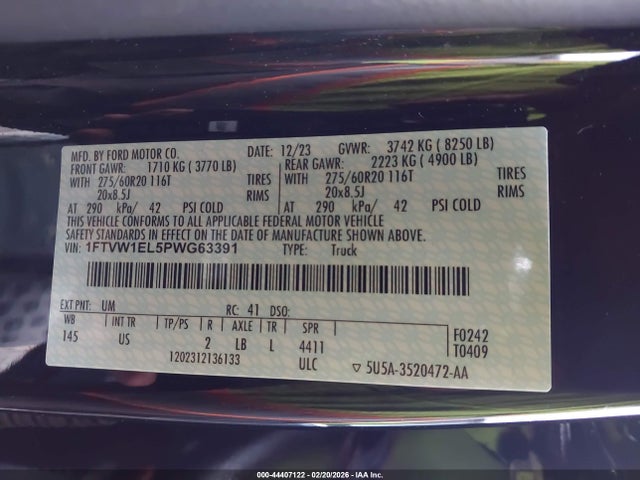 MFD. BY FORD MOTOR CO. DATE: 12/23 GVWR: 3742 KG ( 8250 LB)
FRONT GAWR: 1710 KG ( 3770 LB) REAR GAWR: 2223 KG ( 4900 LB)
WITH 275/60R20 116T TIRES WITH 275/60R20 116T TIRES
20x8.5J RIMS 20x8.5J RIMS
AT 290 kPa/ 42 PSI COLD AT 290 kPa/ 42 PSI COLD
THIS VEHICLE CONFORMS TO ALL APPLICABLE FEDERAL MOTOR VEHICLE
SAFETY STANDARDS IN EFFECT ON THE DATE OF MANUFACTURE SHOWN ABOVE.
VIN: 1FTVW1EL5PWG63391 TYPE: Truck
EXT PNT: UM RC: 41 DSO:
WB INT TR TP/PS R AXLE TR SPR
145 US 2 LB L 4411
1202312136133 ULC
F0242
T0409
▽ 5U5A-3520472-AA
000-44407122 - 02/20/2026 - IAA Inc.